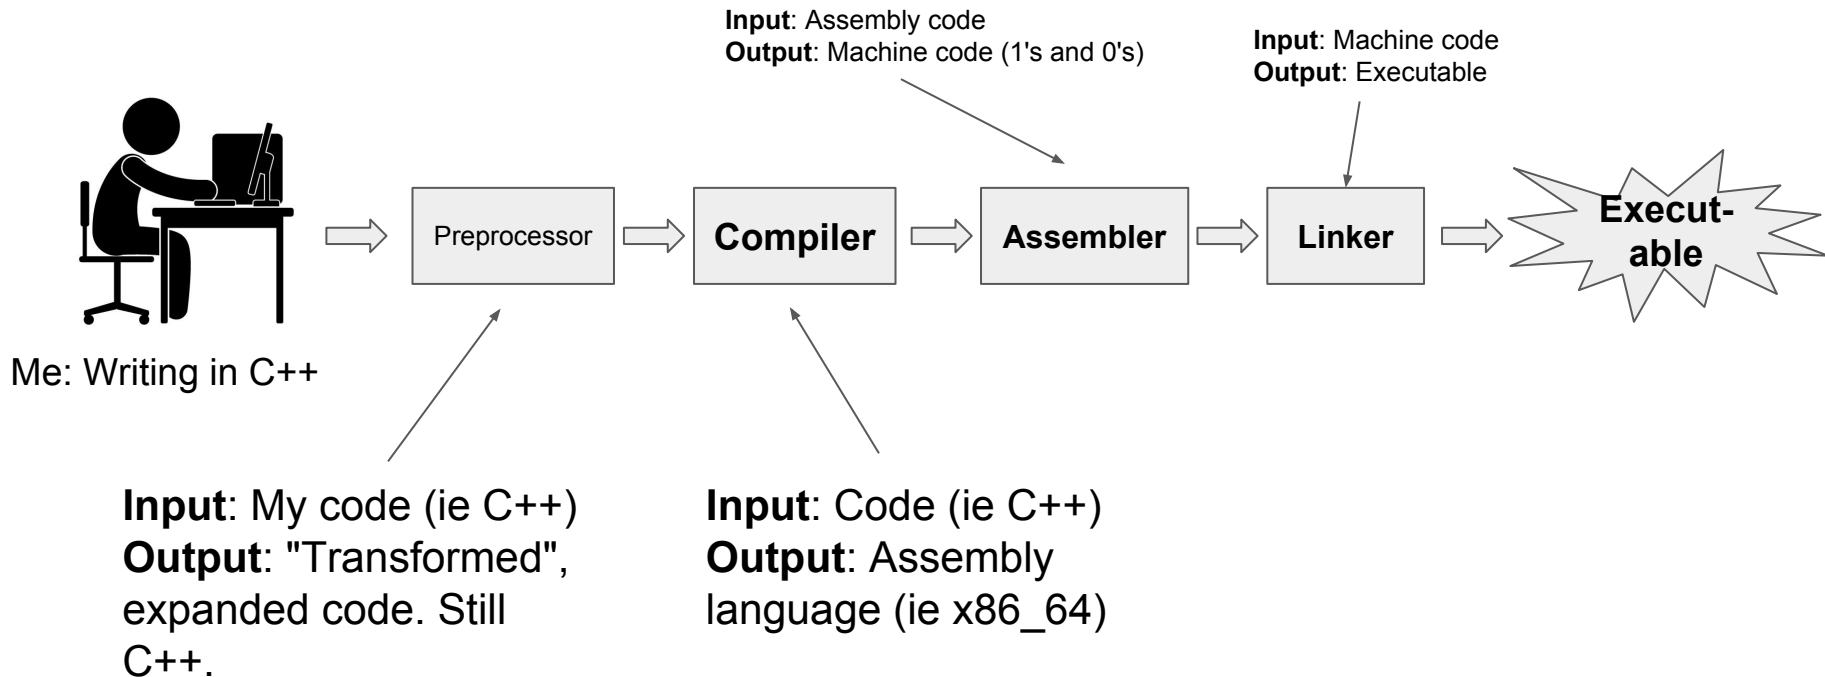 Input: Assembly code
Output: Machine code (1's and 0's)
Input: Machine code
Output: Executable
Me: Writing in C++
Preprocessor
Compiler
Assembler
Linker
Execut-
able
Input: My code (ie C++)
Output: "Transformed",
expanded code. Still
C++.
Input: Code (ie C++)
Output: Assembly
language (ie x86_64)